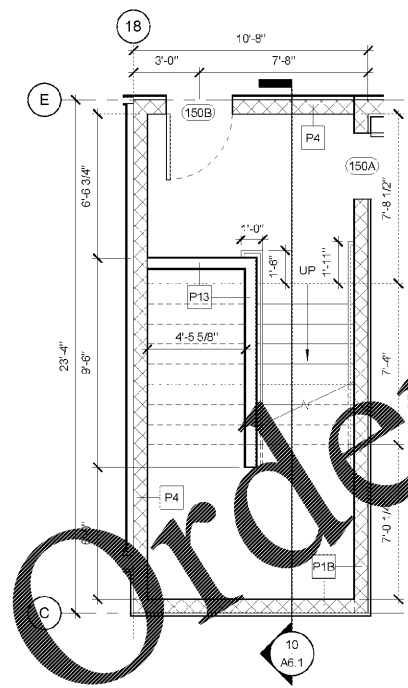 18
10'-8"
3'-0"
7'-8"
E
150B
P4
150A
6'-6 3/4"
7'-8 1/2"
1'-0"
1'-6"
1'-11"
UP
P13
23'-4"
9'-6"
4'-5 5/8"
7'-4"
P4
7'-0 1/4"
P1B
C
10
A6.1
Orde